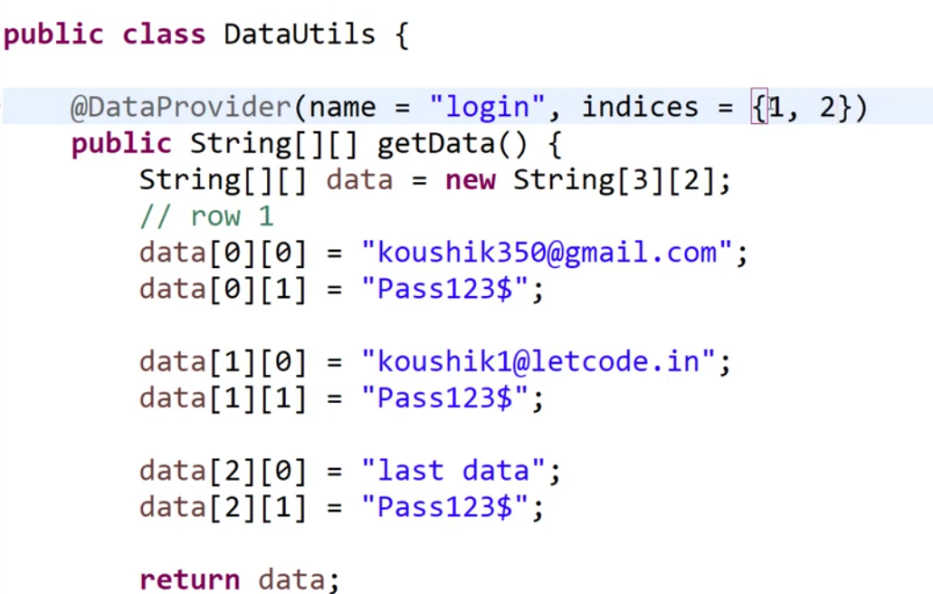 public class DataUtils {
@DataProvider(name = "login", indices = {1, 2})
public String[][] getData() {
String[][] data = new String[3][2];
// row 1
data[0][0] = "koushik350@gmail.com";
data[0][1] = "Pass123$";
data[1][0] = "koushik1@letcode.in";
data[1][1] = "Pass123$";
data[2][0] = "last data";
data[2][1] = "Pass123$";
return data;